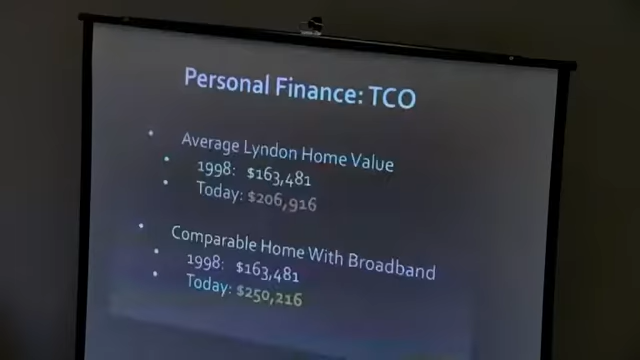 Personal Finance: TCO
• Average Lyndon Home Value
• 1998: $163,481
• Today: $206,916
• Comparable Home With Broadband
• 1998: $163,481
• Today: $250,216